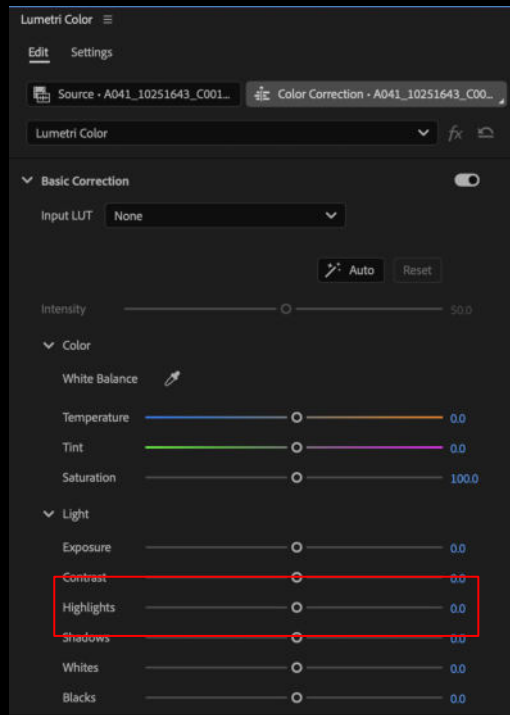 Lumetri Color
Edit Settings
Source · A041_10251643_C001... Color Correction · A041_10251643_C00...
Lumetri Color fx
Basic Correction
Input LUT None
Auto Reset
Intensity 50.0
Color
White Balance
Temperature 0.0
Tint 0.0
Saturation 100.0
Light
Exposure 0.0
Contrast 0.0
Highlights 0.0
Shadows 0.0
Whites 0.0
Blacks 0.0